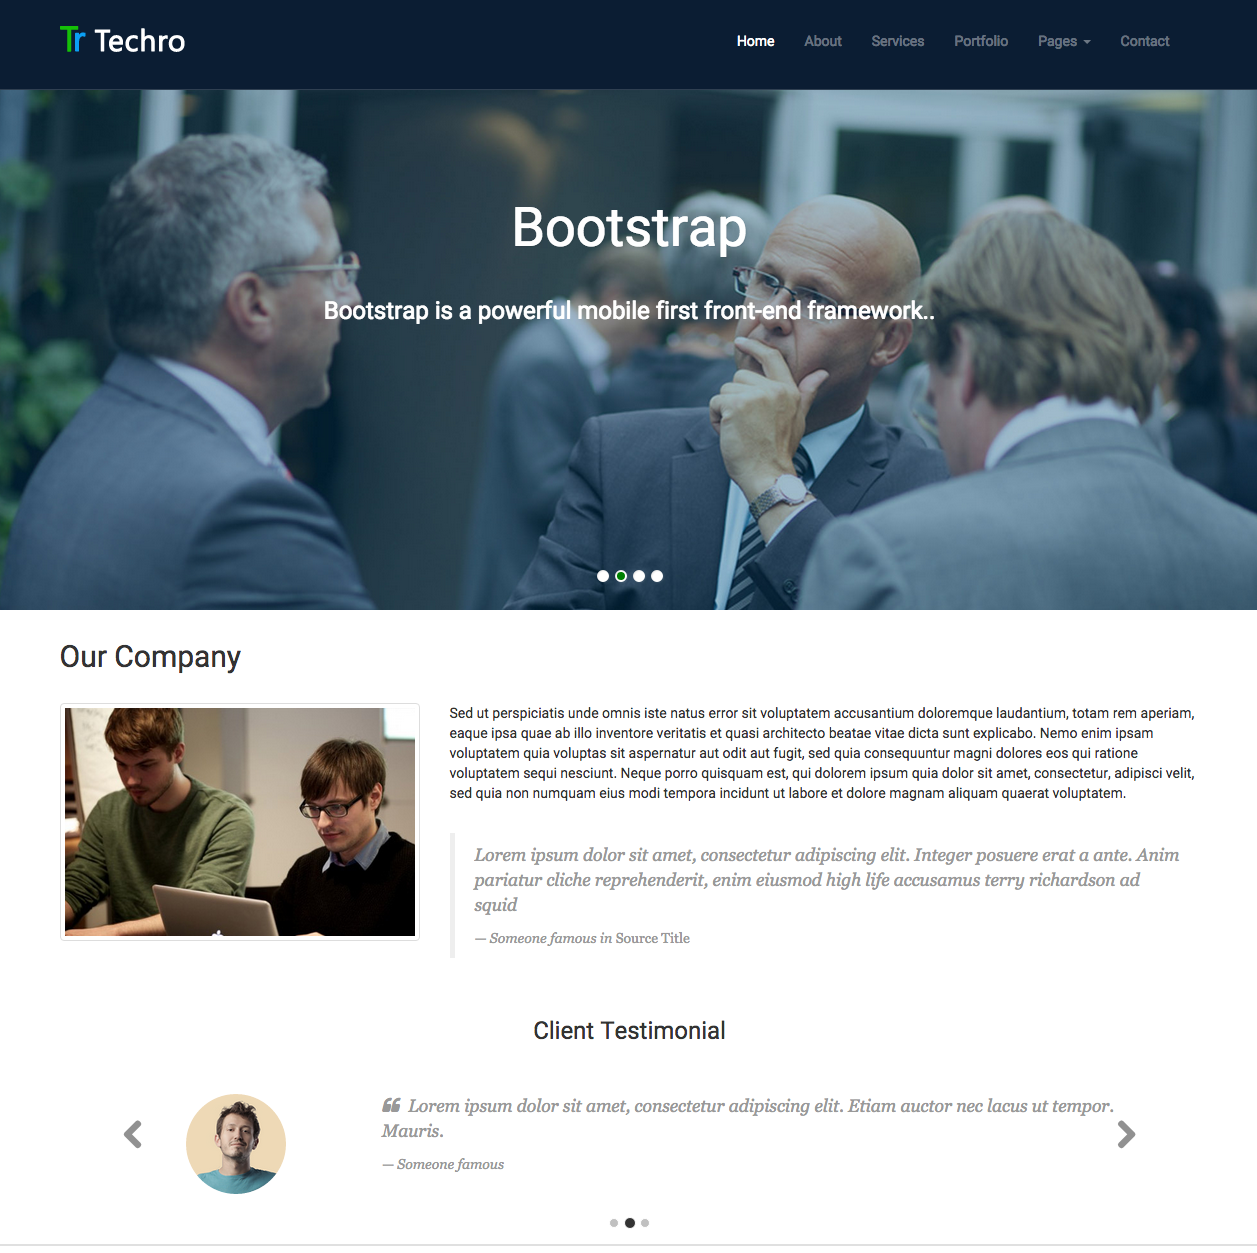 Tr Techro
Home About Services Portfolio Pages Contact
Bootstrap
Bootstrap is a powerful mobile first front-end framework..
Our Company
Sed ut perspiciatis unde omnis iste natus error sit voluptatem accusantium doloremque laudantium, totam rem aperiam,
eaque ipsa quae ab illo inventore veritatis et quasi architecto beatae vitae dicta sunt explicabo. Nemo enim ipsam
voluptatem quia voluptas sit aspernatur aut odit aut fugit, sed quia consequuntur magni dolores eos qui ratione
voluptatem sequi nesciunt. Neque porro quisquam est, qui dolorem ipsum quia dolor sit amet, consectetur, adipisci velit,
sed quia non numquam eius modi tempora incidunt ut labore et dolore magnam aliquam quaerat voluptatem.
Lorem ipsum dolor sit amet, consectetur adipiscing elit. Integer posuere erat a ante. Anim
pariatur cliche reprehenderit, enim eiusmod high life accusamus terry richardson ad
squid
— Someone famous in Source Title
Client Testimonial
“ Lorem ipsum dolor sit amet, consectetur adipiscing elit. Etiam auctor nec lacus ut tempor.
Mauris.
— Someone famous